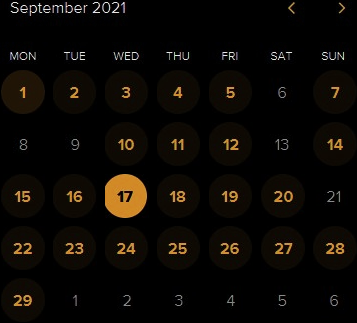 September 2021
MON TUE WED THU FRI SAT SUN
1 2 3 4 5 6 7
8 9 10 11 12 13 14
15 16 17 18 19 20 21
22 23 24 25 26 27 28
29 1 2 3 4 5 6